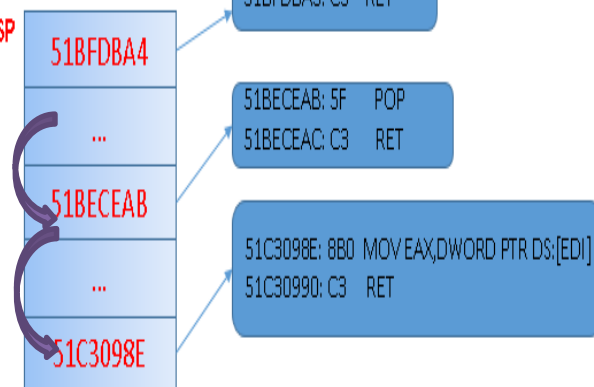 SP
51BFDBA4
...
51BECEAB
...
51C3098E
51BECEAB: 5F POP
51BECEAC: C3 RET
51C3098E: 8B0 MOV EAX,DWORD PTR DS:[EDI]
51C30990: C3 RET